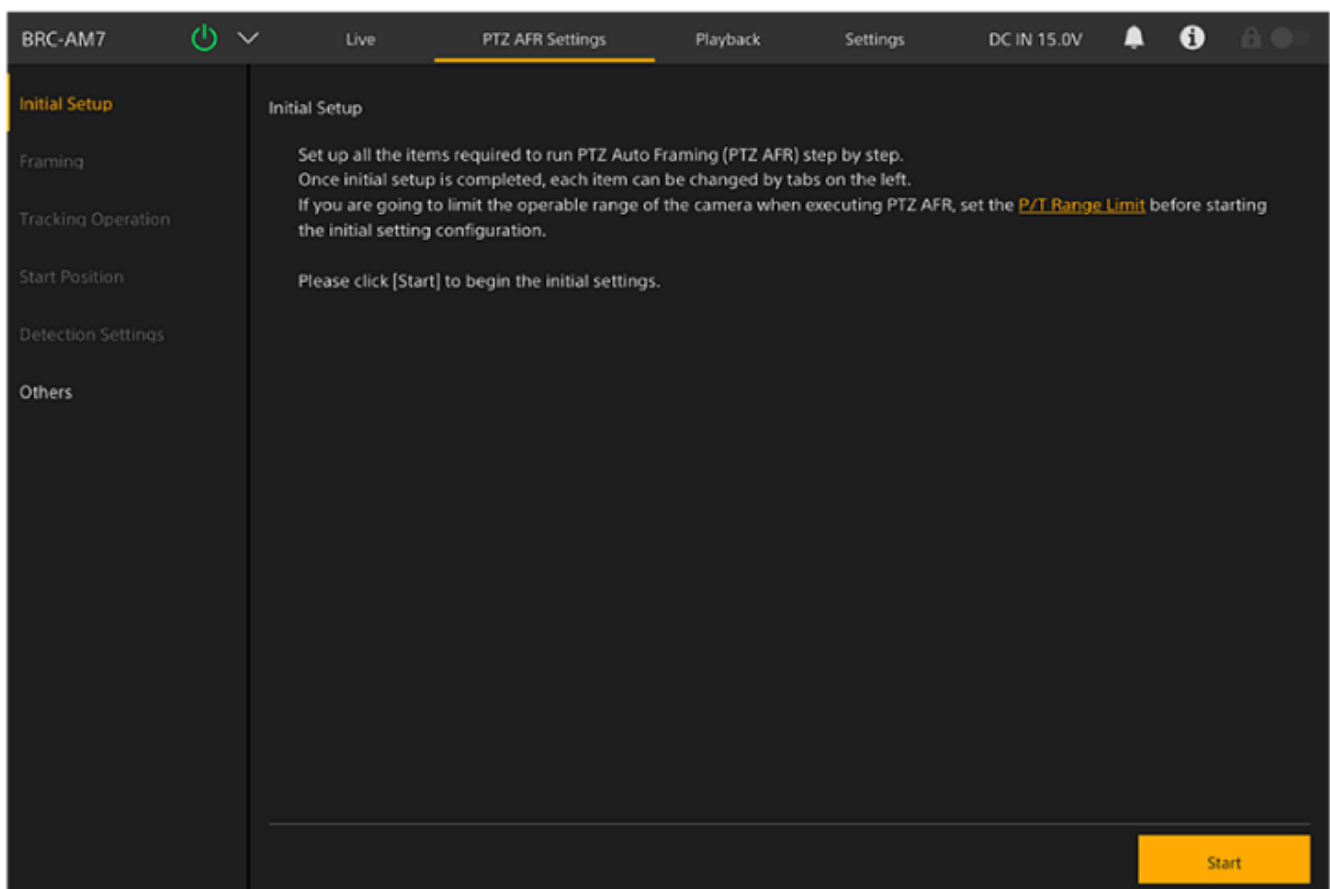 BRC-AM7 Live PTZ AFR Settings Playback Settings DC IN 15.0V
Initial Setup
Framing
Tracking Operation
Start Position
Detection Settings
Others
Initial Setup
Set up all the items required to run PTZ Auto Framing (PTZ AFR) step by step.
Once initial setup is completed, each item can be changed by tabs on the left.
If you are going to limit the operable range of the camera when executing PTZ AFR, set the P/T Range Limit before starting
the initial setting configuration.
Please click [Start] to begin the initial settings.
Start